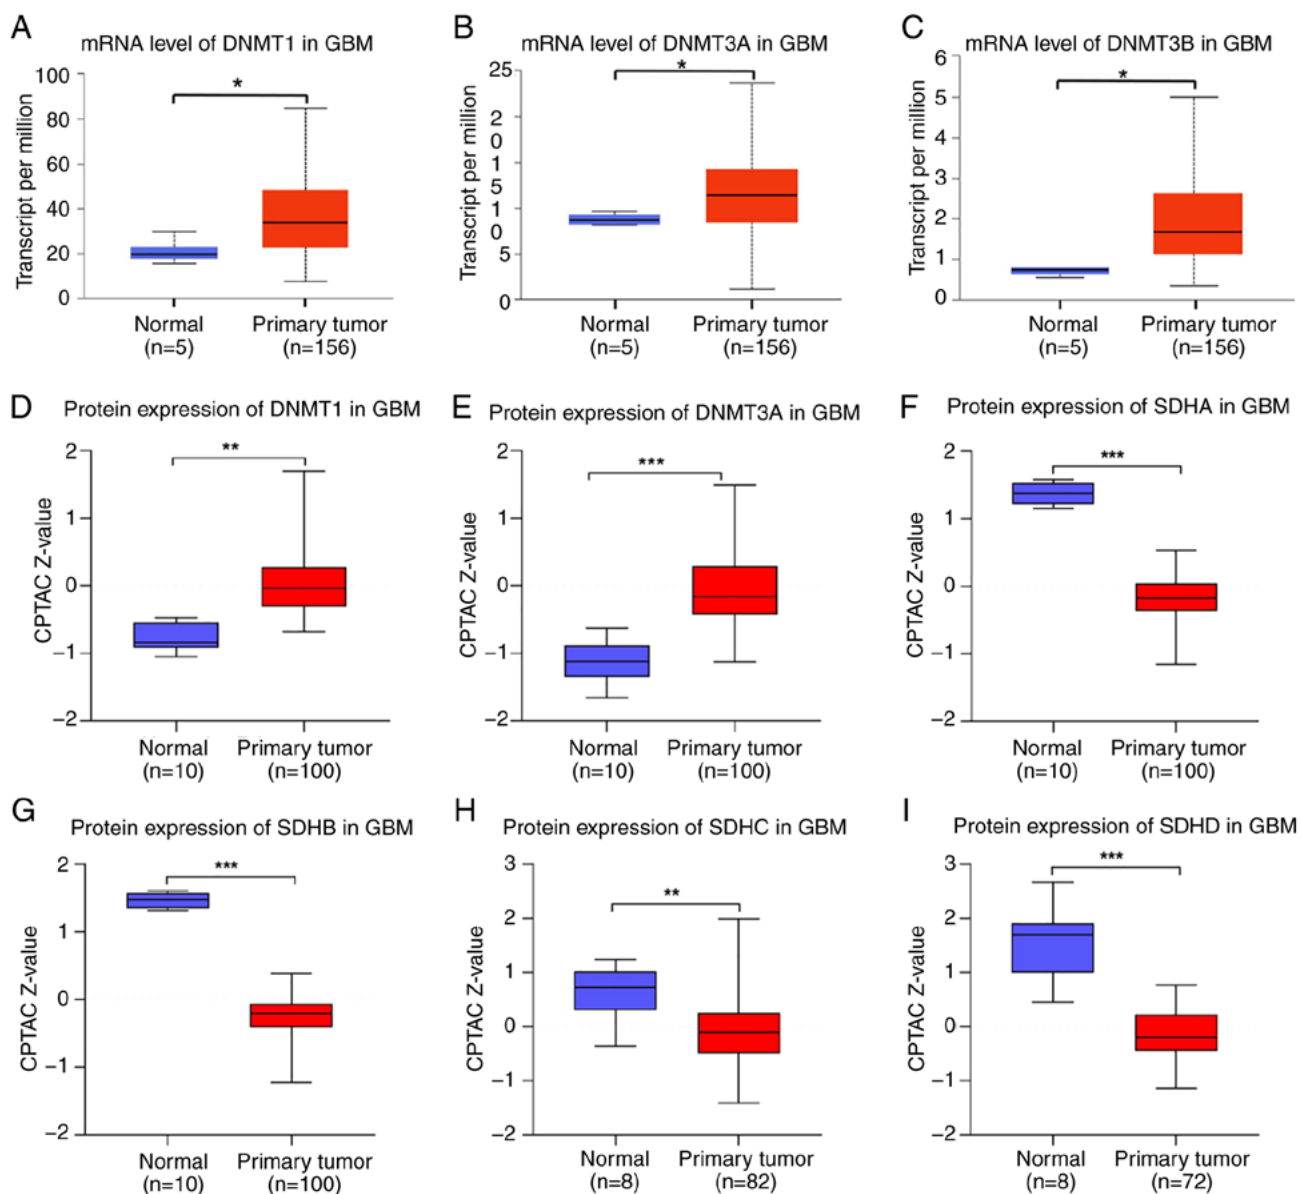 A
mRNA level of DNMT1 in GBM
Transcript per million
100
80
60
40
20
0
*
Normal
(n=5)
Primary tumor
(n=156)
B
mRNA level of DNMT3A in GBM
Transcript per million
25
2
0
1
5
1
0
5
0
*
Normal
(n=5)
Primary tumor
(n=156)
C
mRNA level of DNMT3B in GBM
Transcript per million
6
5
4
3
2
1
0
*
Normal
(n=5)
Primary tumor
(n=156)
D
Protein expression of DNMT1 in GBM
CPTAC Z-value
2
1
0
−1
−2
**
Normal
(n=10)
Primary tumor
(n=100)
E
Protein expression of DNMT3A in GBM
CPTAC Z-value
2
1
0
−1
−2
***
Normal
(n=10)
Primary tumor
(n=100)
F
Protein expression of SDHA in GBM
CPTAC Z-value
2
1
0
−1
−2
***
Normal
(n=10)
Primary tumor
(n=100)
G
Protein expression of SDHB in GBM
CPTAC Z-value
2
1
0
−1
−2
***
Normal
(n=10)
Primary tumor
(n=100)
H
Protein expression of SDHC in GBM
CPTAC Z-value
3
2
1
0
−1
−2
**
Normal
(n=8)
Primary tumor
(n=82)
I
Protein expression of SDHD in GBM
CPTAC Z-value
3
2
1
0
−1
−2
***
Normal
(n=8)
Primary tumor
(n=72)